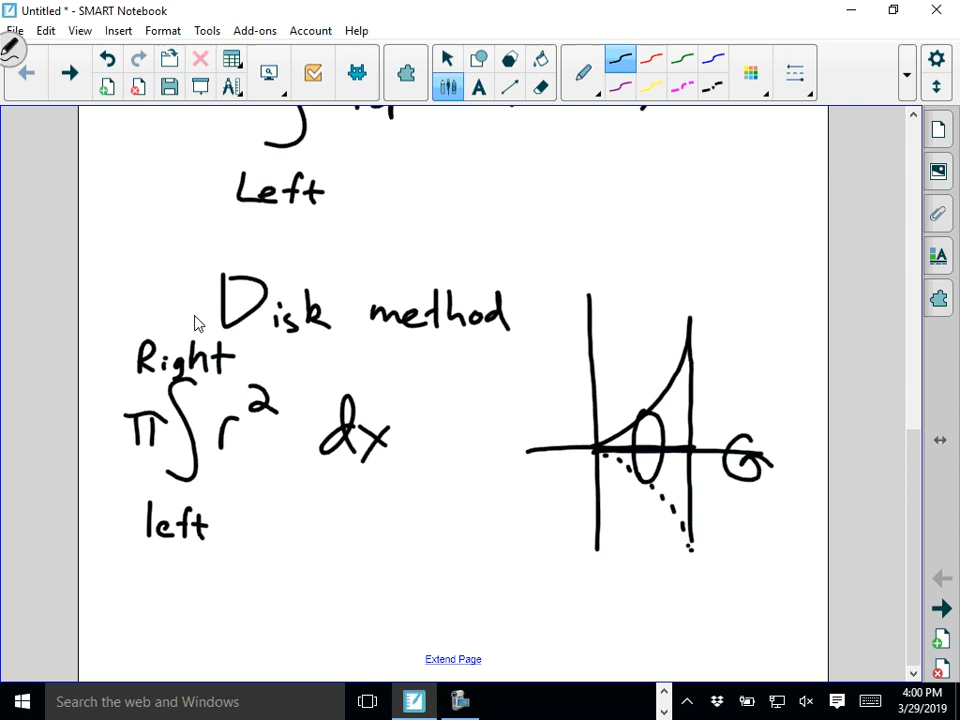 Untitled * - SMART Notebook
File Edit View Insert Format Tools Add-ons Account Help
Left
Disk method
Right
π∫ r² dx
left
Extend Page
Search the web and Windows
4:00 PM
3/29/2019